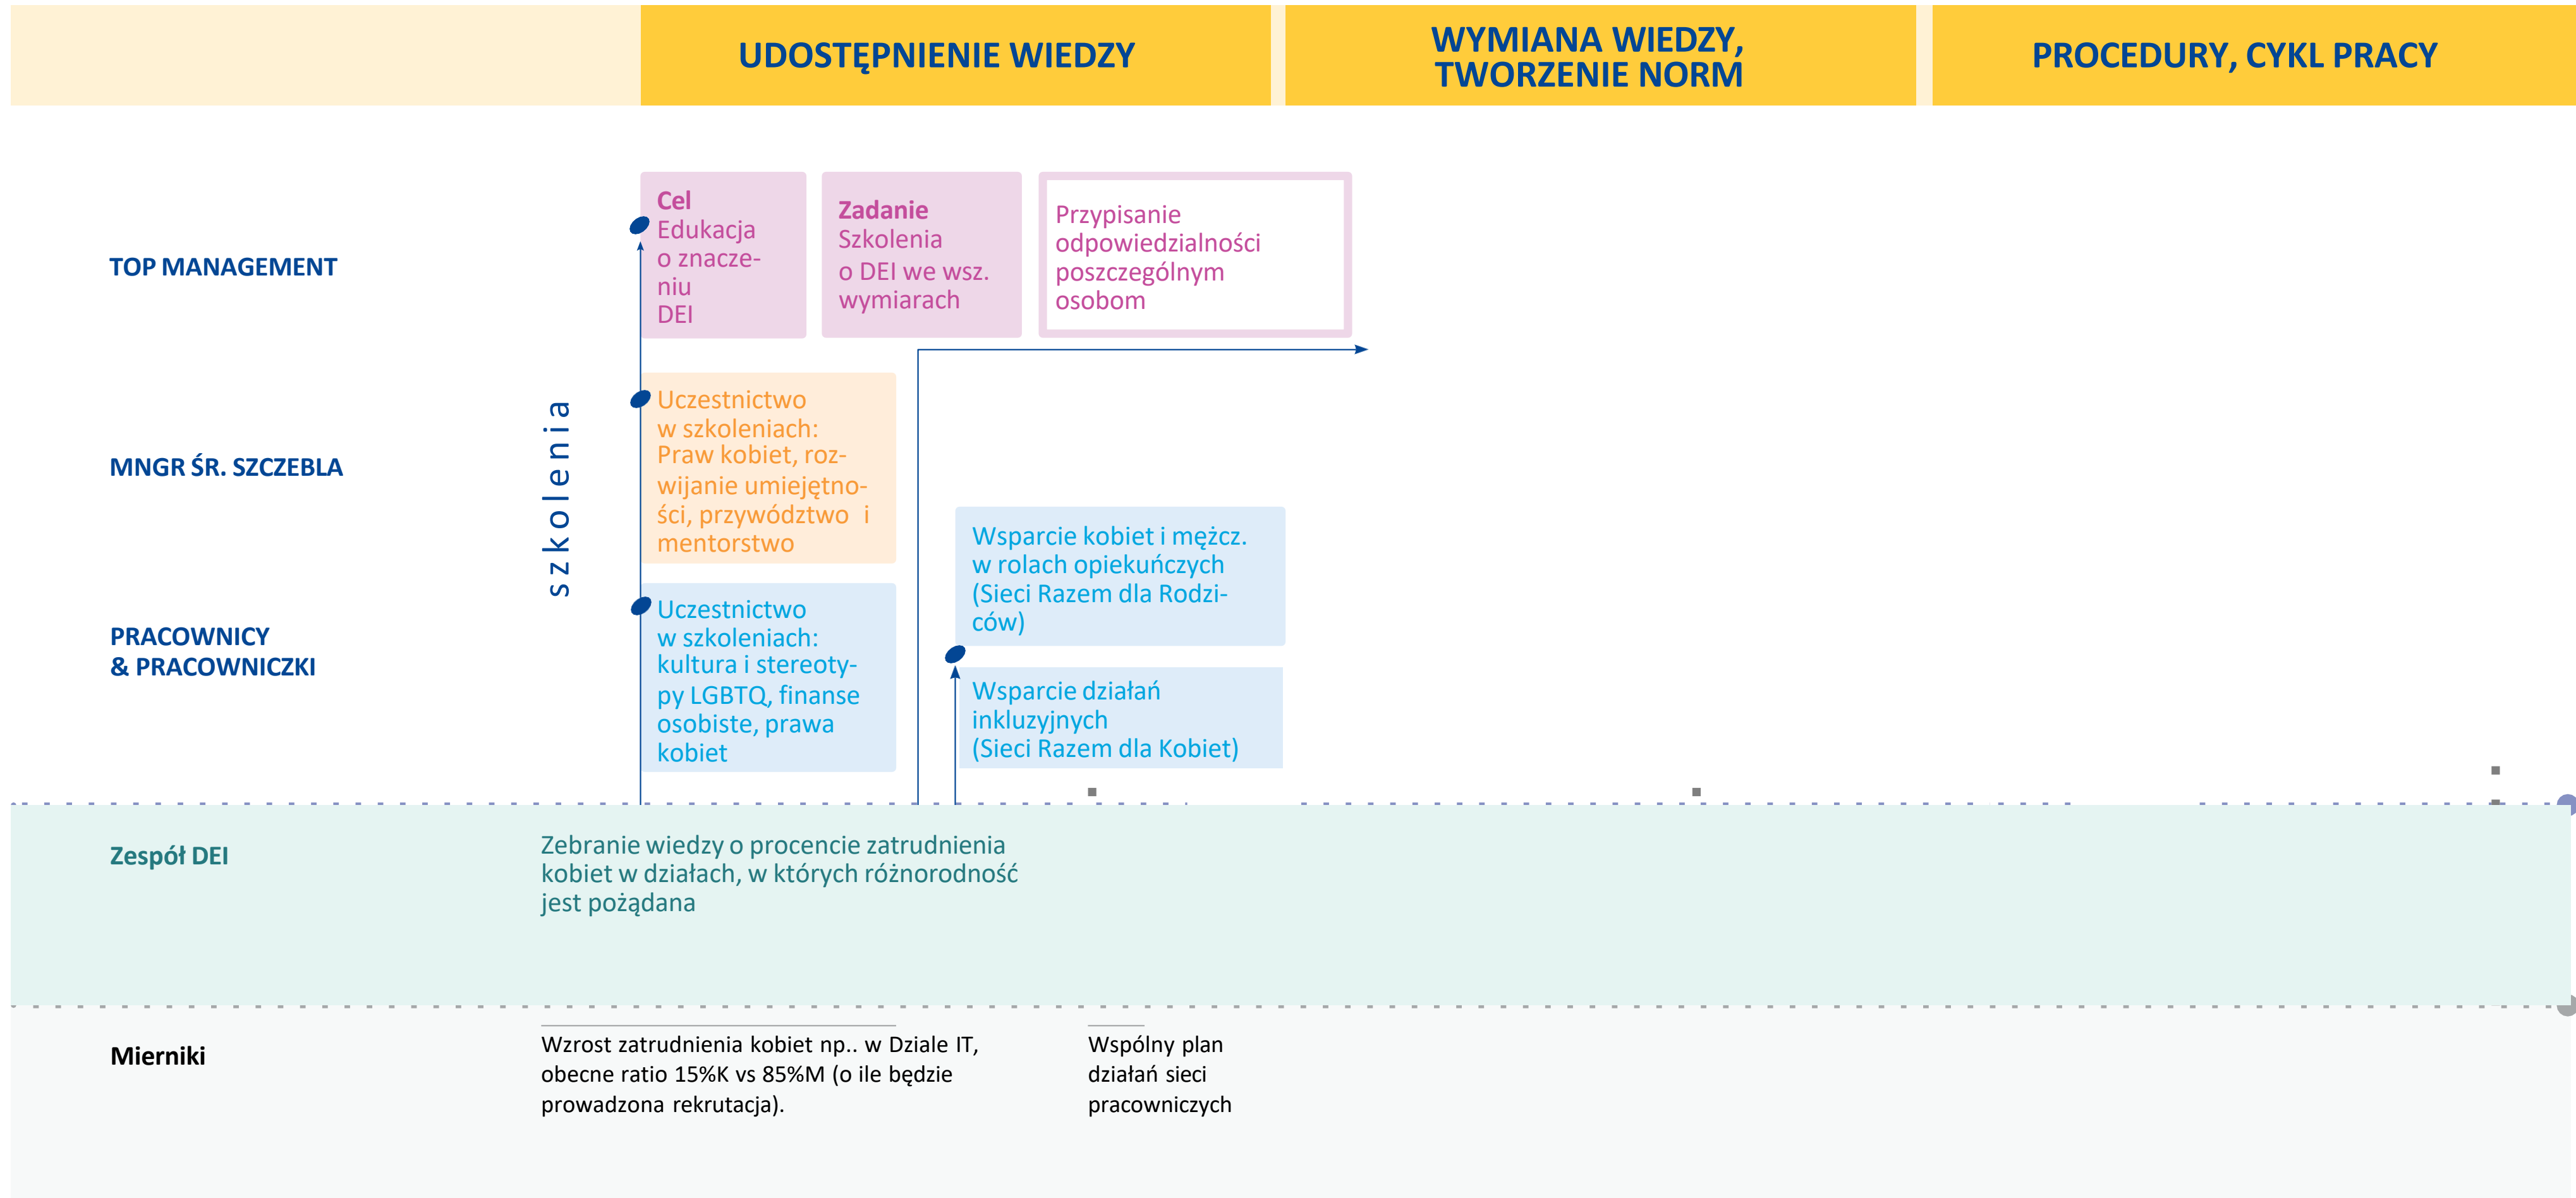 UDOSTĘPNIENIE WIEDZY
WYMIANA WIEDZY,
TWORZENIE NORM
PROCEDURY, CYKL PRACY
TOP MANAGEMENT
Cel
Edukacja
o znacze-
niu
DEI
Zadanie
Szkolenia
o DEI we wsz.
wymiarach
Przypisanie
odpowiedzialności
poszczególnym
osobom
szkolenia
MNGR ŚR. SZCZEBLA
Uczestnictwo
w szkoleniach:
Praw kobiet, roz-
wijanie umiejętno-
ści, przywództwo i
mentorstwo
PRACOWNICY
& PRACOWNICZKI
Uczestnictwo
w szkoleniach:
kultura i stereoty-
py LGBTQ, finanse
osobiste, prawa
kobiet
Wsparcie kobiet i mężcz.
w rolach opiekuńczych
(Sieci Razem dla Rodzi-
ców)
Wsparcie działań
inkluzyjnych
(Sieci Razem dla Kobiet)
Zespół DEI
Zebranie wiedzy o procencie zatrudnienia
kobiet w działach, w których różnorodność
jest pożądana
Mierniki
Wzrost zatrudnienia kobiet np.. w Dziale IT,
obecne ratio 15%K vs 85%M (o ile będzie
prowadzona rekrutacja).
Wspólny plan
działań sieci
pracowniczych